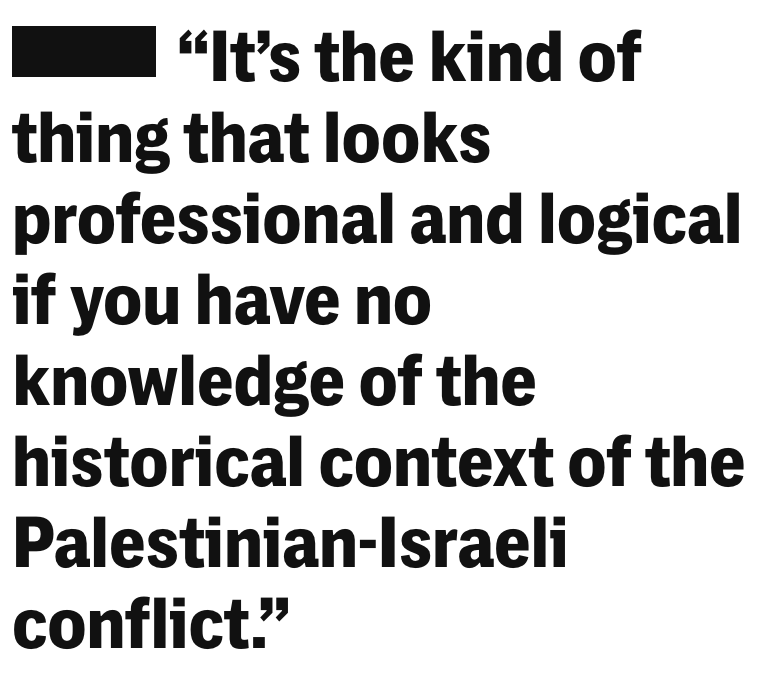 “It’s the kind of
thing that looks
professional and logical
if you have no
knowledge of the
historical context of the
Palestinian-Israeli
conflict.”